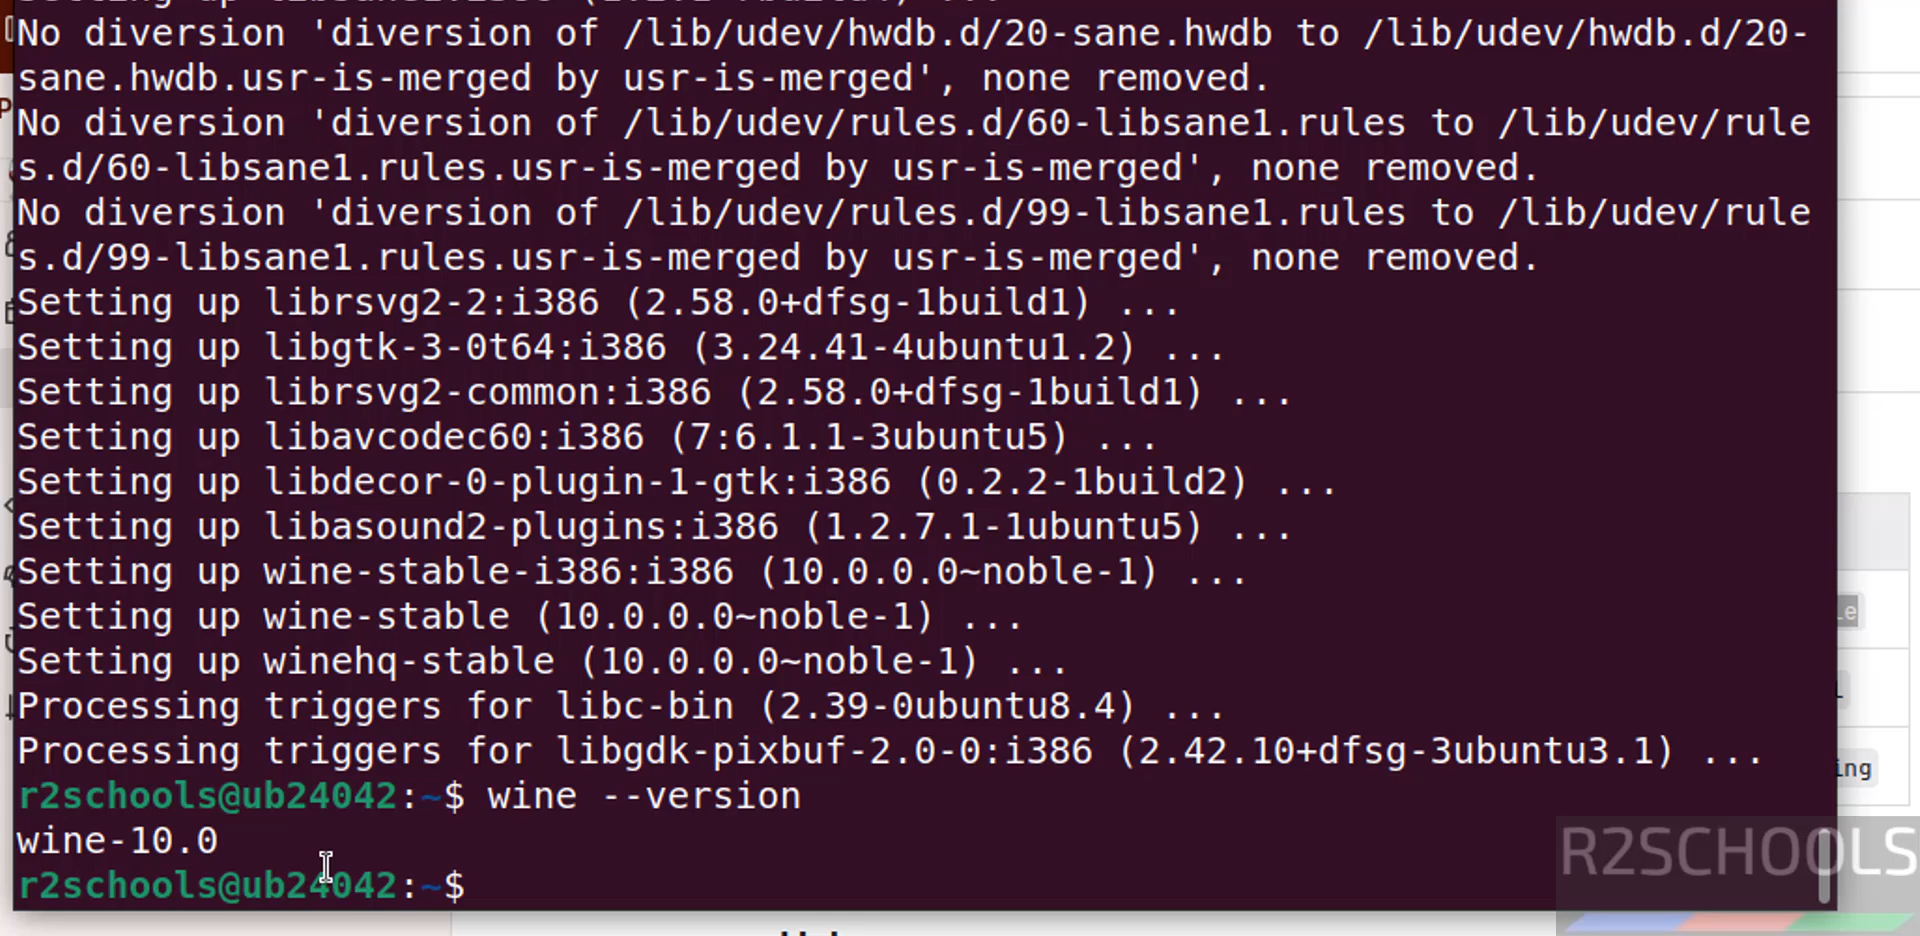 No diversion 'diversion of /lib/udev/hwdb.d/20-sane.hwdb to /lib/udev/hwdb.d/20-
sane.hwdb.usr-is-merged by usr-is-merged', none removed.
No diversion 'diversion of /lib/udev/rules.d/60-libsane1.rules to /lib/udev/rule
s.d/60-libsane1.rules.usr-is-merged by usr-is-merged', none removed.
No diversion 'diversion of /lib/udev/rules.d/99-libsane1.rules to /lib/udev/rule
s.d/99-libsane1.rules.usr-is-merged by usr-is-merged', none removed.
Setting up librsvg2-2:i386 (2.58.0+dfsg-1build1) ...
Setting up libgtk-3-0t64:i386 (3.24.41-4ubuntu1.2) ...
Setting up librsvg2-common:i386 (2.58.0+dfsg-1build1) ...
Setting up libavcodec60:i386 (7:6.1.1-3ubuntu5) ...
Setting up libdecor-0-plugin-1-gtk:i386 (0.2.2-1build2) ...
Setting up libasound2-plugins:i386 (1.2.7.1-1ubuntu5) ...
Setting up wine-stable-i386:i386 (10.0.0.0~noble-1) ...
Setting up wine-stable (10.0.0.0~noble-1) ...
Setting up winehq-stable (10.0.0.0~noble-1) ...
Processing triggers for libc-bin (2.39-0ubuntu8.4) ...
Processing triggers for libgdk-pixbuf-2.0-0:i386 (2.42.10+dfsg-3ubuntu3.1) ...
r2schools@ub24042:~$ wine --version
wine-10.0
r2schools@ub24042:~$
R2SCHOOLS